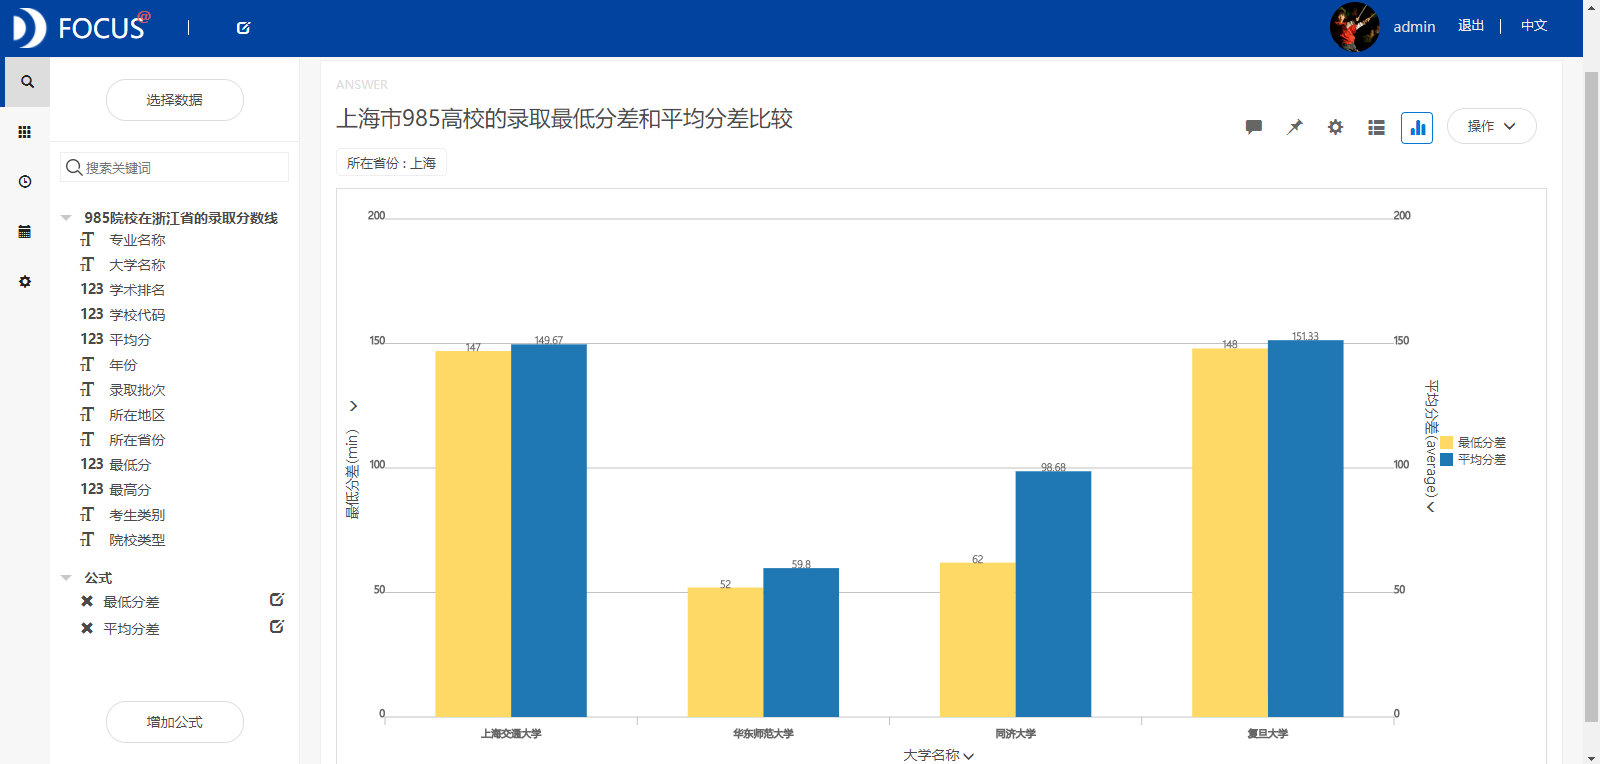 FOCUS@
admin
退出
中文
选择数据
搜索关键词
985院校在浙江省的录取分数线
专业名称
大学名称
123 学术排名
123 学校代码
123 平均分
年份
录取批次
所在地区
所在省份
123 最低分
123 最高分
考生类别
院校类型
公式
最低分差
平均分差
增加公式
ANSWER
上海市985高校的录取最低分差和平均分差比较
操作
所在省份 : 上海
200
150
100
50
0
最低分差(min)
147
149.67
52
59.8
62
98.68
148
151.33
200
150
100
50
0
平均分差(average)
最低分差
平均分差
上海交通大学
华东师范大学
同济大学
复旦大学
大学名称